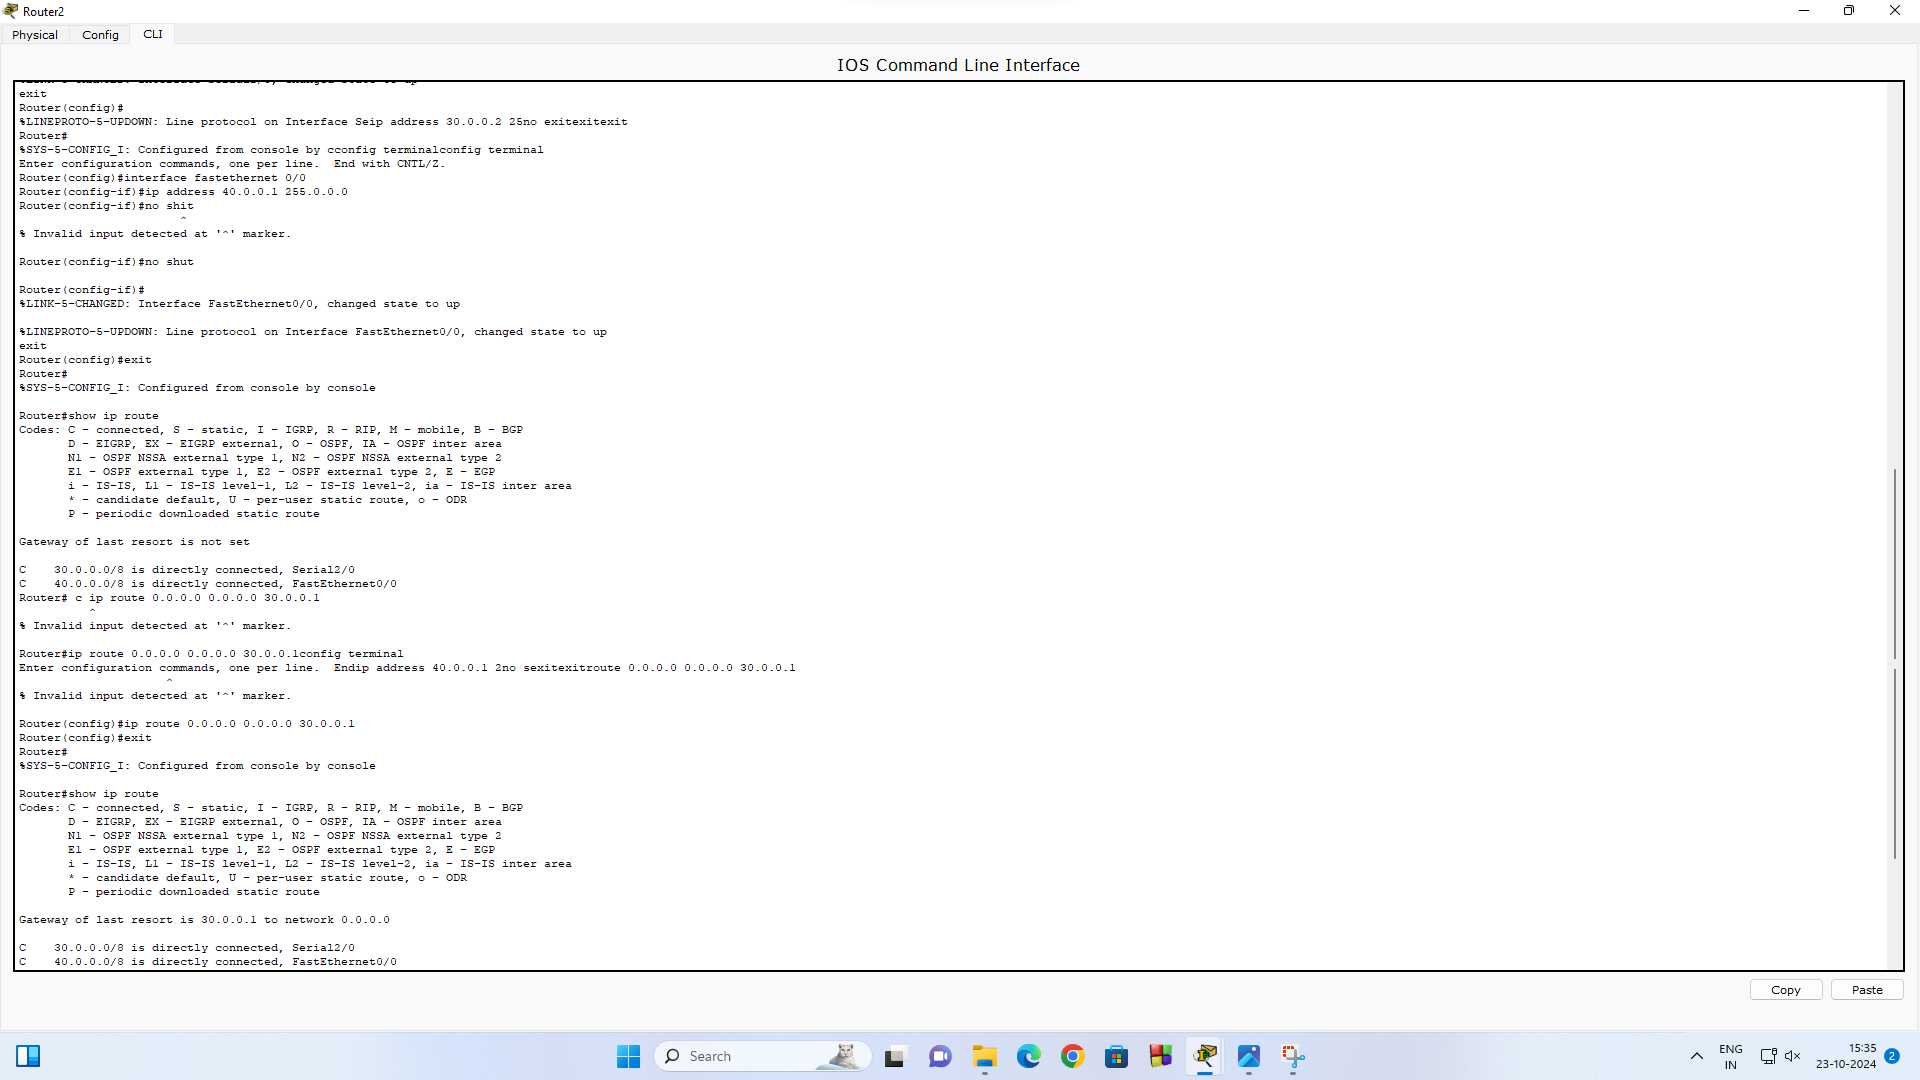 Router2
Physical
Config
CLI
IOS Command Line Interface
exit
Router(config)#
%LINEPROTO-5-UPDOWN: Line protocol on Interface Seip address 30.0.0.2 25no exitexitexit
Router#
%SYS-5-CONFIG_I: Configured from console by cconfig terminalconfig terminal
Enter configuration commands, one per line.  End with CNTL/Z.
Router(config)#interface fastethernet 0/0
Router(config-if)#ip address 40.0.0.1 255.0.0.0
Router(config-if)#no shit
^
% Invalid input detected at '^' marker.
Router(config-if)#no shut
Router(config-if)#
%LINK-5-CHANGED: Interface FastEthernet0/0, changed state to up
%LINEPROTO-5-UPDOWN: Line protocol on Interface FastEthernet0/0, changed state to up
exit
Router(config)#exit
Router#
%SYS-5-CONFIG_I: Configured from console by console
Router#show ip route
Codes: C - connected, S - static, I - IGRP, R - RIP, M - mobile, B - BGP
D - EIGRP, EX - EIGRP external, O - OSPF, IA - OSPF inter area
N1 - OSPF NSSA external type 1, N2 - OSPF NSSA external type 2
E1 - OSPF external type 1, E2 - OSPF external type 2, E - EGP
i - IS-IS, L1 - IS-IS level-1, L2 - IS-IS level-2, ia - IS-IS inter area
* - candidate default, U - per-user static route, o - ODR
P - periodic downloaded static route
Gateway of last resort is not set
C    30.0.0.0/8 is directly connected, Serial2/0
C    40.0.0.0/8 is directly connected, FastEthernet0/0
Router# c ip route 0.0.0.0 0.0.0.0 30.0.0.1
^
% Invalid input detected at '^' marker.
Router#ip route 0.0.0.0 0.0.0.0 30.0.0.1config terminal
Enter configuration commands, one per line.  Endip address 40.0.0.1 2no sexitexitroute 0.0.0.0 0.0.0.0 30.0.0.1
^
% Invalid input detected at '^' marker.
Router(config)#ip route 0.0.0.0 0.0.0.0 30.0.0.1
Router(config)#exit
Router#
%SYS-5-CONFIG_I: Configured from console by console
Router#show ip route
Codes: C - connected, S - static, I - IGRP, R - RIP, M - mobile, B - BGP
D - EIGRP, EX - EIGRP external, O - OSPF, IA - OSPF inter area
N1 - OSPF NSSA external type 1, N2 - OSPF NSSA external type 2
E1 - OSPF external type 1, E2 - OSPF external type 2, E - EGP
i - IS-IS, L1 - IS-IS level-1, L2 - IS-IS level-2, ia - IS-IS inter area
* - candidate default, U - per-user static route, o - ODR
P - periodic downloaded static route
Gateway of last resort is 30.0.0.1 to network 0.0.0.0
C    30.0.0.0/8 is directly connected, Serial2/0
C    40.0.0.0/8 is directly connected, FastEthernet0/0
Copy
Paste
Search
ENG
IN
15:35
23-10-2024
2